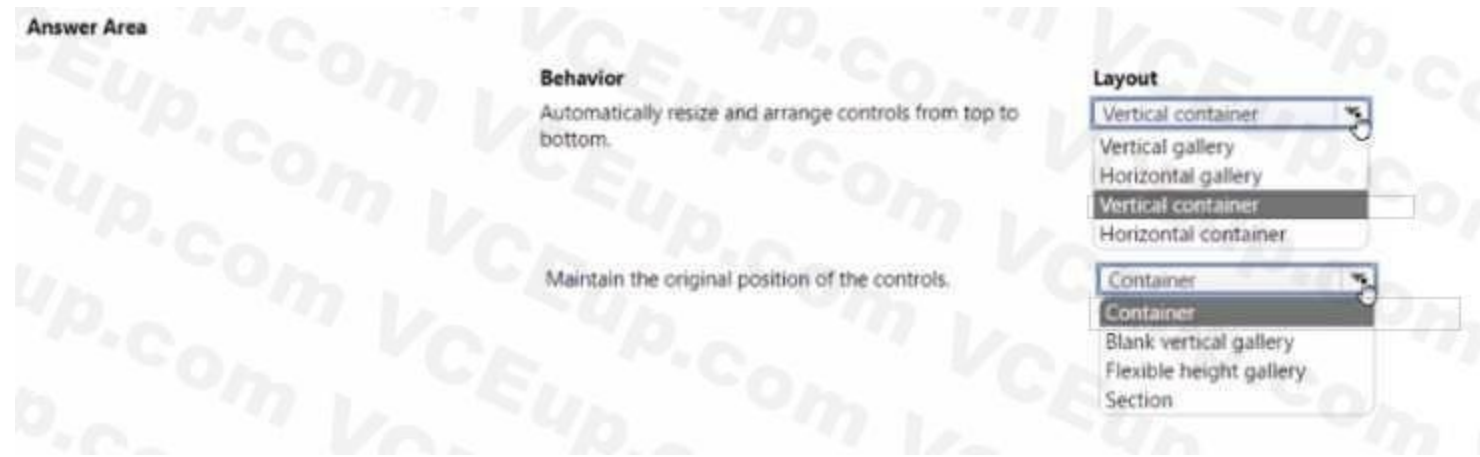 Answer Area
Behavior
Layout
Automatically resize and arrange controls from top to
bottom.
Vertical container
Vertical gallery
Horizontal gallery
Vertical container
Horizontal container
Maintain the original position of the controls.
Container
Container
Blank vertical gallery
Flexible height gallery
Section
VCEup.com